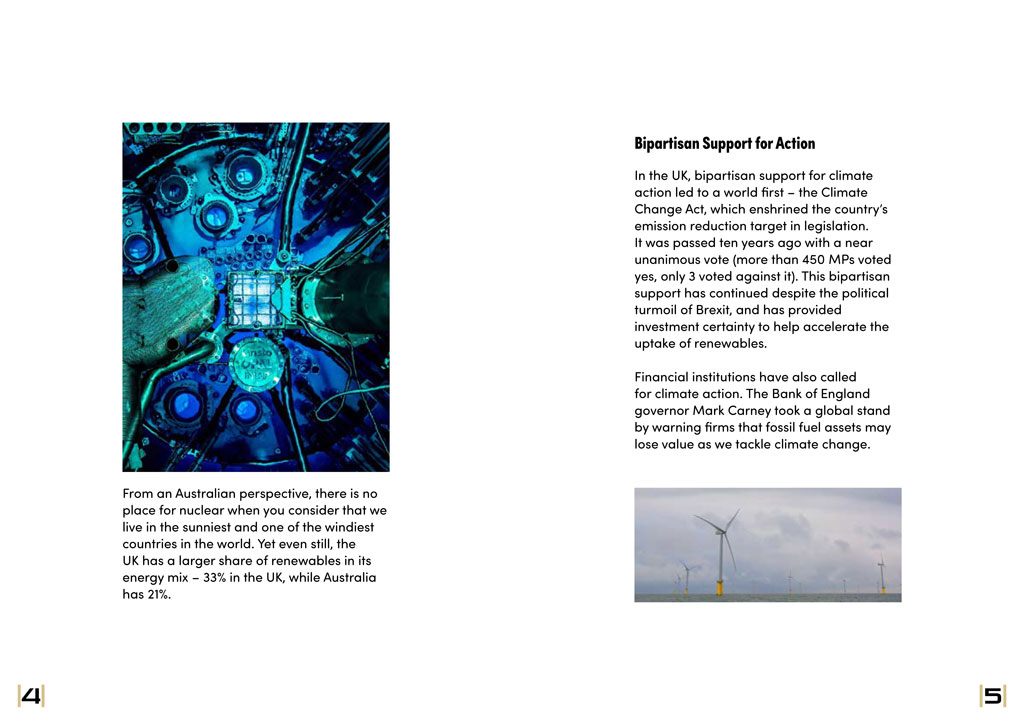 From an Australian perspective, there is no
place for nuclear when you consider that we
live in the sunniest and one of the windiest
countries in the world. Yet even still, the
UK has a larger share of renewables in its
energy mix – 33% in the UK, while Australia
has 21%.
4
Bipartisan Support for Action
In the UK, bipartisan support for climate
action led to a world first – the Climate
Change Act, which enshrined the country's
emission reduction target in legislation.
It was passed ten years ago with a near
unanimous vote (more than 450 MPs voted
yes, only 3 voted against it). This bipartisan
support has continued despite the political
turmoil of Brexit, and has provided
investment certainty to help accelerate the
uptake of renewables.
Financial institutions have also called
for climate action. The Bank of England
governor Mark Carney took a global stand
by warning firms that fossil fuel assets may
lose value as we tackle climate change.
5